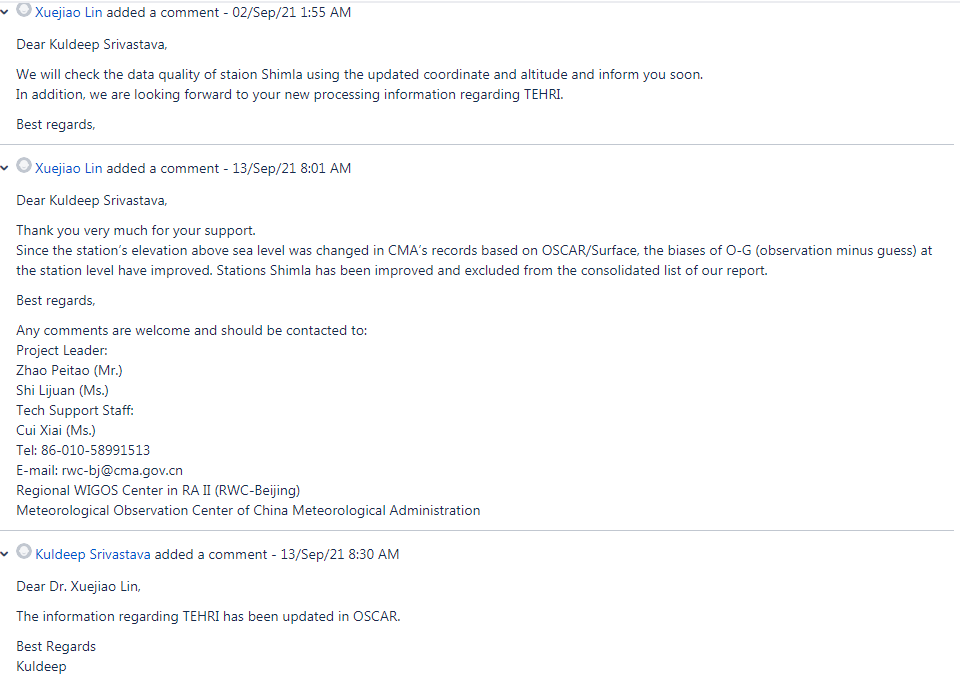 Xuejiao Lin added a comment - 02/Sep/21 1:55 AM
Dear Kuldeep Srivastava,
We will check the data quality of staion Shimla using the updated coordinate and altitude and inform you soon.
In addition, we are looking forward to your new processing information regarding TEHRI.
Best regards,
Xuejiao Lin added a comment - 13/Sep/21 8:01 AM
Dear Kuldeep Srivastava,
Thank you very much for your support.
Since the station's elevation above sea level was changed in CMA's records based on OSCAR/Surface, the biases of O-G (observation minus guess) at
the station level have improved. Stations Shimla has been improved and excluded from the consolidated list of our report.
Best regards,
Any comments are welcome and should be contacted to:
Project Leader:
Zhao Peitao (Mr.)
Shi Lijuan (Ms.)
Tech Support Staff:
Cui Xiai (Ms.)
Tel: 86-010-58991513
E-mail: rwc-bj@cma.gov.cn
Regional WIGOS Center in RA II (RWC-Beijing)
Meteorological Observation Center of China Meteorological Administration
Kuldeep Srivastava added a comment - 13/Sep/21 8:30 AM
Dear Dr. Xuejiao Lin,
The information regarding TEHRI has been updated in OSCAR.
Best Regards
Kuldeep